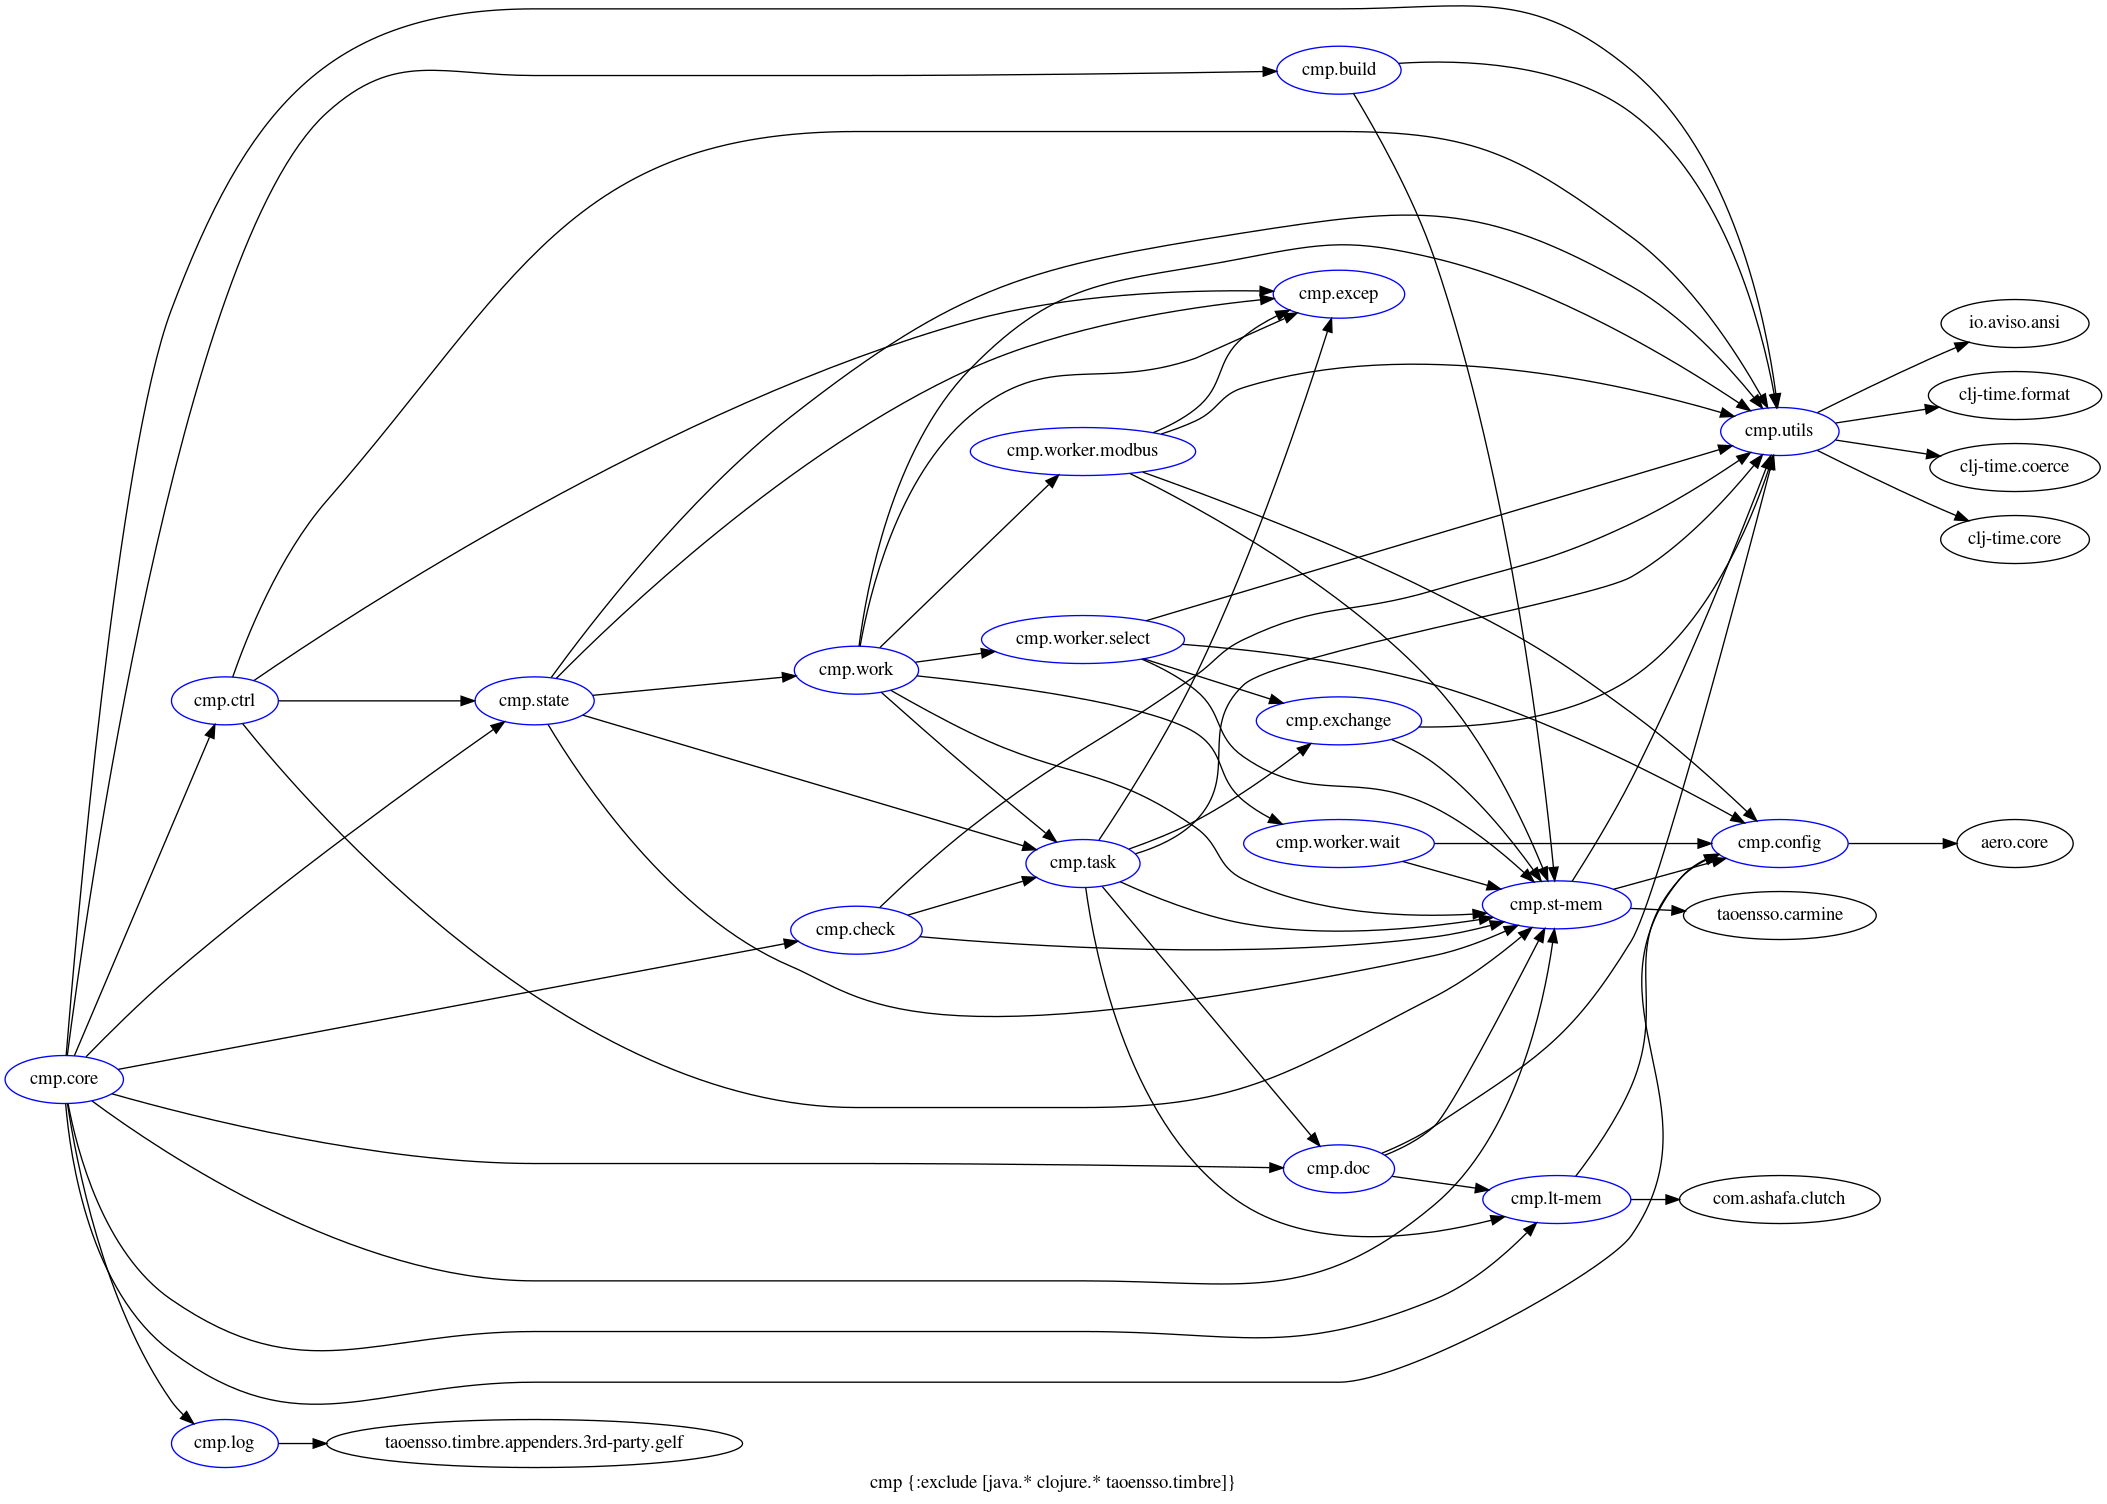 cmp.build
cmp.excep
io.aviso.ansi
clj-time.format
cmp.utils
cmp.worker.modbus
clj-time.coerce
clj-time.core
cmp.worker.select
cmp.work
cmp.ctrl
cmp.state
cmp.exchange
cmp.worker.wait
cmp.config
aero.core
cmp.task
cmp.st-mem
taoensso.carmine
cmp.check
cmp.core
cmp.doc
cmp.lt-mem
com.ashafa.clutch
cmp.log
taoensso.timbre.appenders.3rd-party.gelf
cmp {:exclude [java.* clojure.* taoensso.timbre]}